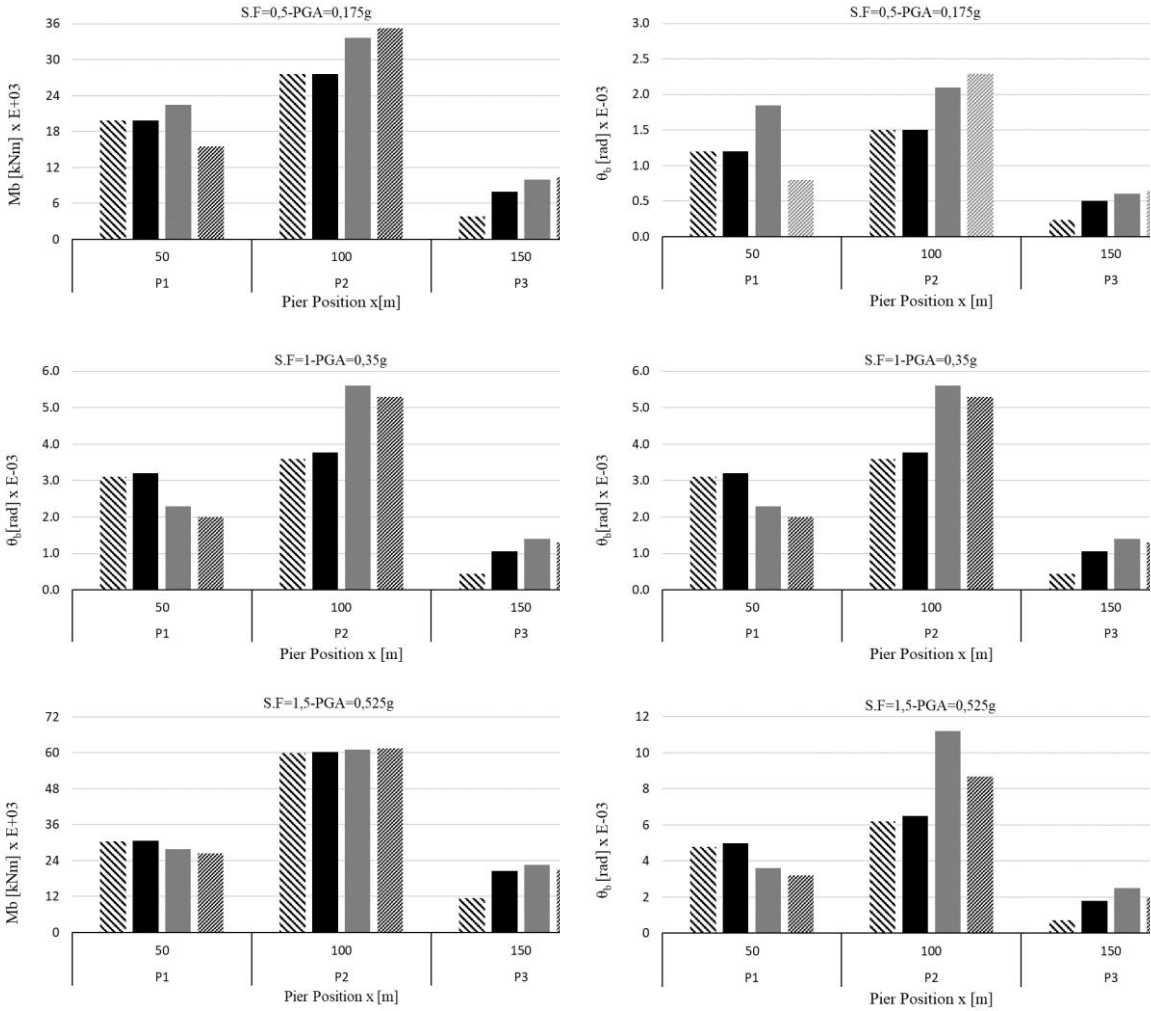 S.F=0,5-PGA=0,175g
Mb [kNm] x E+03
36
30
24
18
12
6
0
50 100 150
P1 P2 P3
Pier Position x[m]
S.F=0,5-PGA=0,175g
θb [rad] x E-03
3.0
2.5
2.0
1.5
1.0
0.5
0.0
50 100 150
P1 P2 P3
Pier Position x[m]
S.F=1-PGA=0,35g
θb[rad] x E-03
6.0
5.0
4.0
3.0
2.0
1.0
0.0
50 100 150
P1 P2 P3
Pier Position x [m]
S.F=1-PGA=0,35g
θb[rad] x E-03
6.0
5.0
4.0
3.0
2.0
1.0
0.0
50 100 150
P1 P2 P3
Pier Position x [m]
S.F=1,5-PGA=0,525g
Mb [kNm] x E+03
72
60
48
36
24
12
0
50 100 150
P1 P2 P3
Pier Position x [m]
S.F=1,5-PGA=0,525g
θb [rad] x E-03
12
10
8
6
4
2
0
50 100 150
P1 P2 P3
Pier Position x [m]